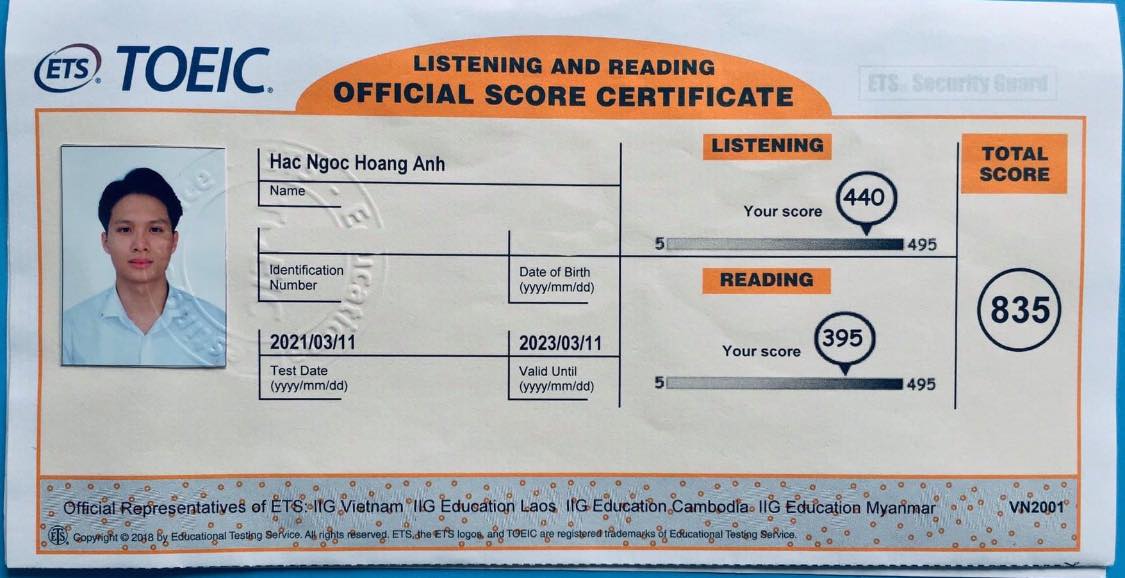 ETS® TOEIC®
LISTENING AND READING
OFFICIAL SCORE CERTIFICATE
ETS® Security Guard
Hac Ngoc Hoang Anh
Name
Identification
Number
Date of Birth
(yyyy/mm/dd)
2021/03/11
Test Date
(yyyy/mm/dd)
2023/03/11
Valid Until
(yyyy/mm/dd)
LISTENING
Your score
440
5
495
READING
Your score
395
5
495
TOTAL
SCORE
835
Official Representatives of ETS: IIG Vietnam IIG Education Laos IIG Education Cambodia IIG Education Myanmar
VN2001
ETS® Copyright © 2018 by Educational Testing Service. All rights reserved. ETS, the ETS logos, and TOEIC are registered trademarks of Educational Testing Service.